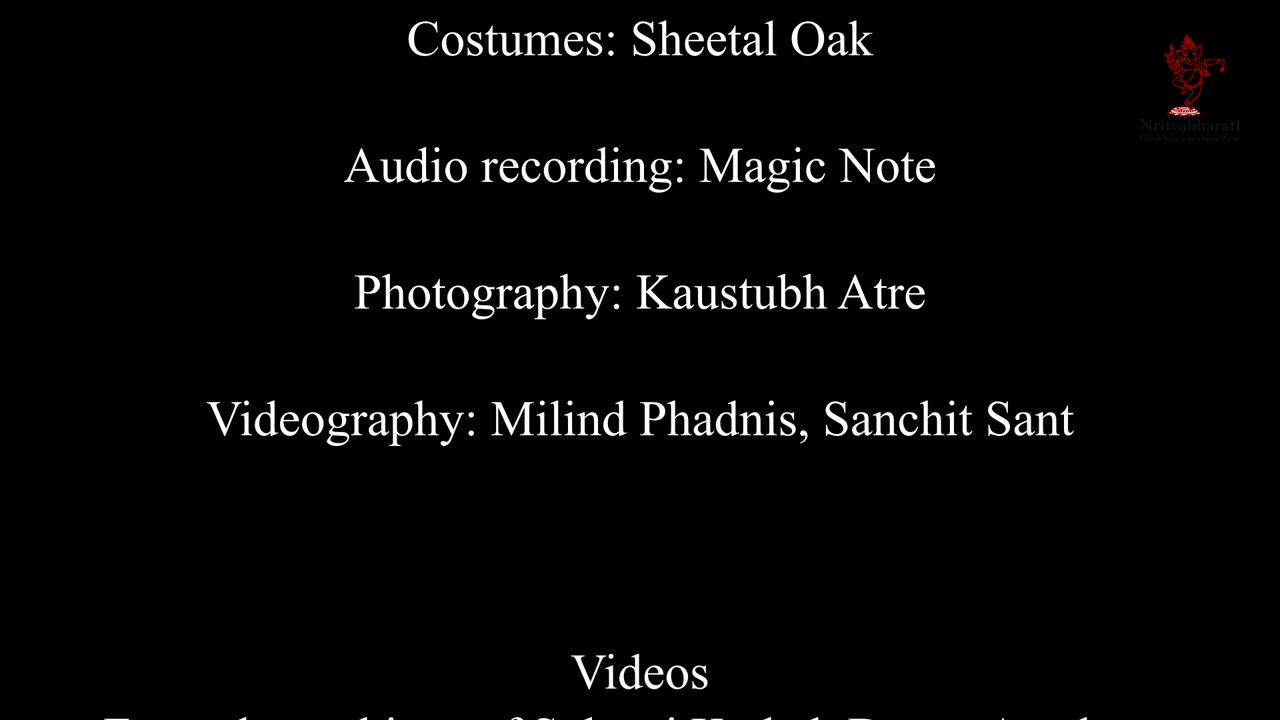 Costumes: Sheetal Oak
Nrityabharati
Audio recording: Magic Note
Photography: Kaustubh Atre
Videography: Milind Phadnis, Sanchit Sant
Videos